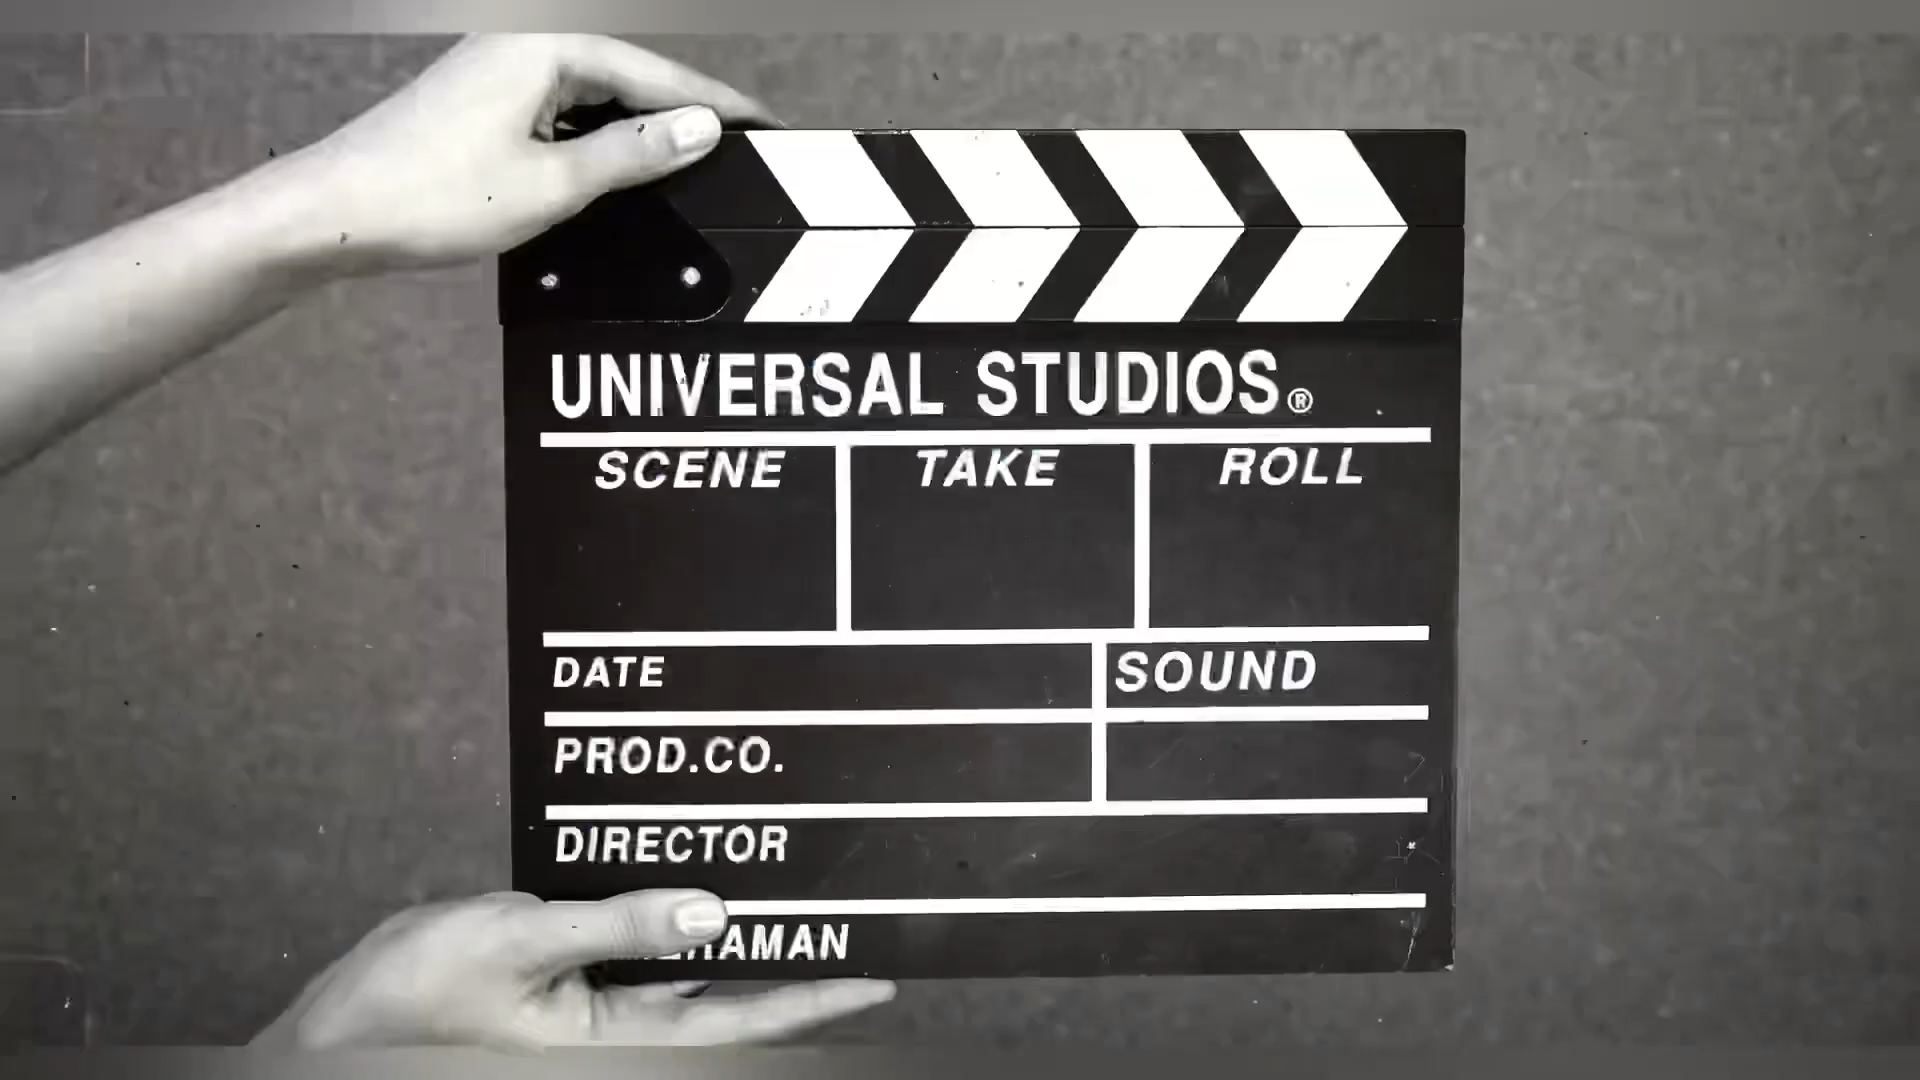 UNIVERSAL STUDIOS®
SCENE TAKE ROLL
DATE SOUND
PROD.CO.
DIRECTOR